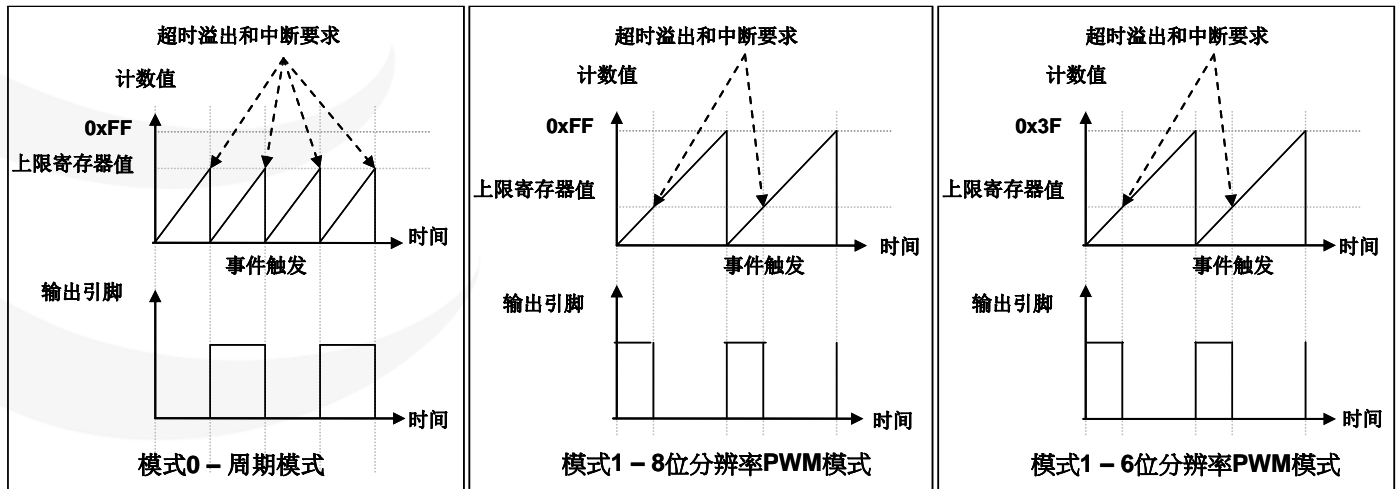 超时溢出和中断要求
计数值
0xFF
上限寄存器值
时间
事件触发
输出引脚
时间
模式0 – 周期模式
超时溢出和中断要求
计数值
0xFF
上限寄存器值
时间
事件触发
输出引脚
时间
模式1 – 8位分辨率PWM模式
超时溢出和中断要求
计数值
0x3F
上限寄存器值
时间
事件触发
输出引脚
时间
模式1 – 6位分辨率PWM模式